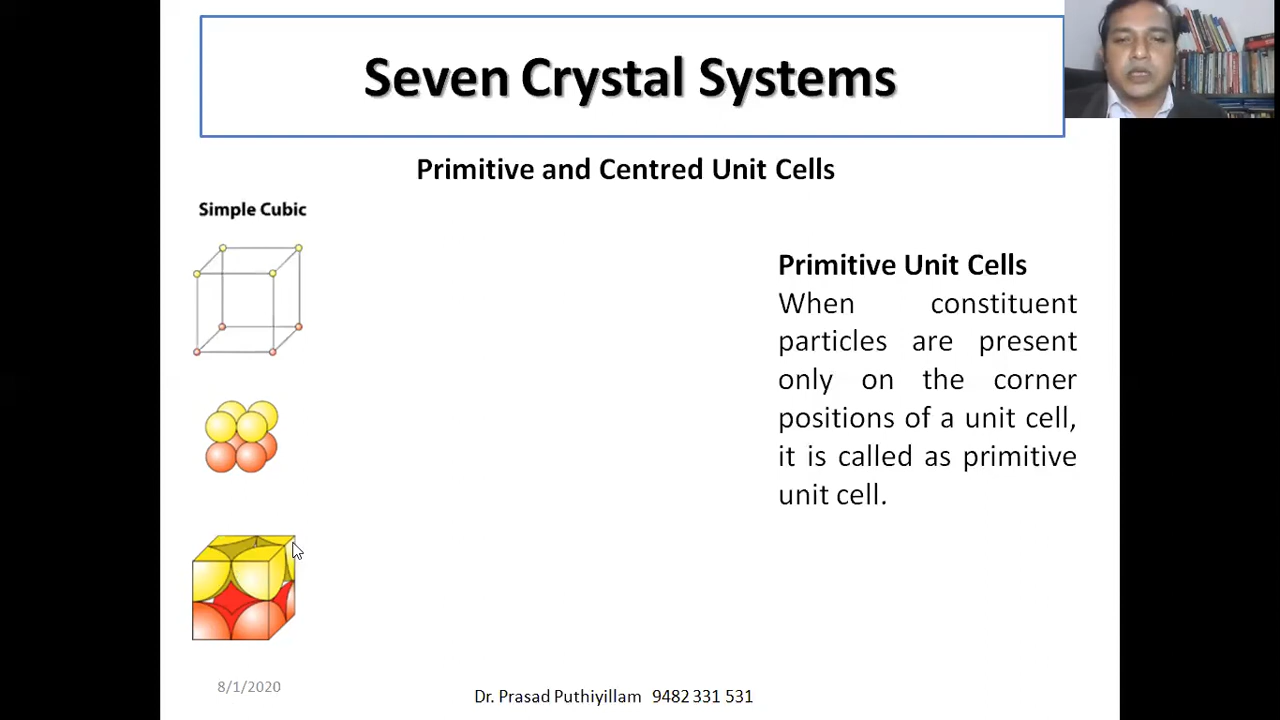 Seven Crystal Systems
Primitive and Centred Unit Cells
Simple Cubic
Primitive Unit Cells
When constituent
particles are present
only on the corner
positions of a unit cell,
it is called as primitive
unit cell.
8/1/2020
Dr. Prasad Puthiyillam 9482 331 531